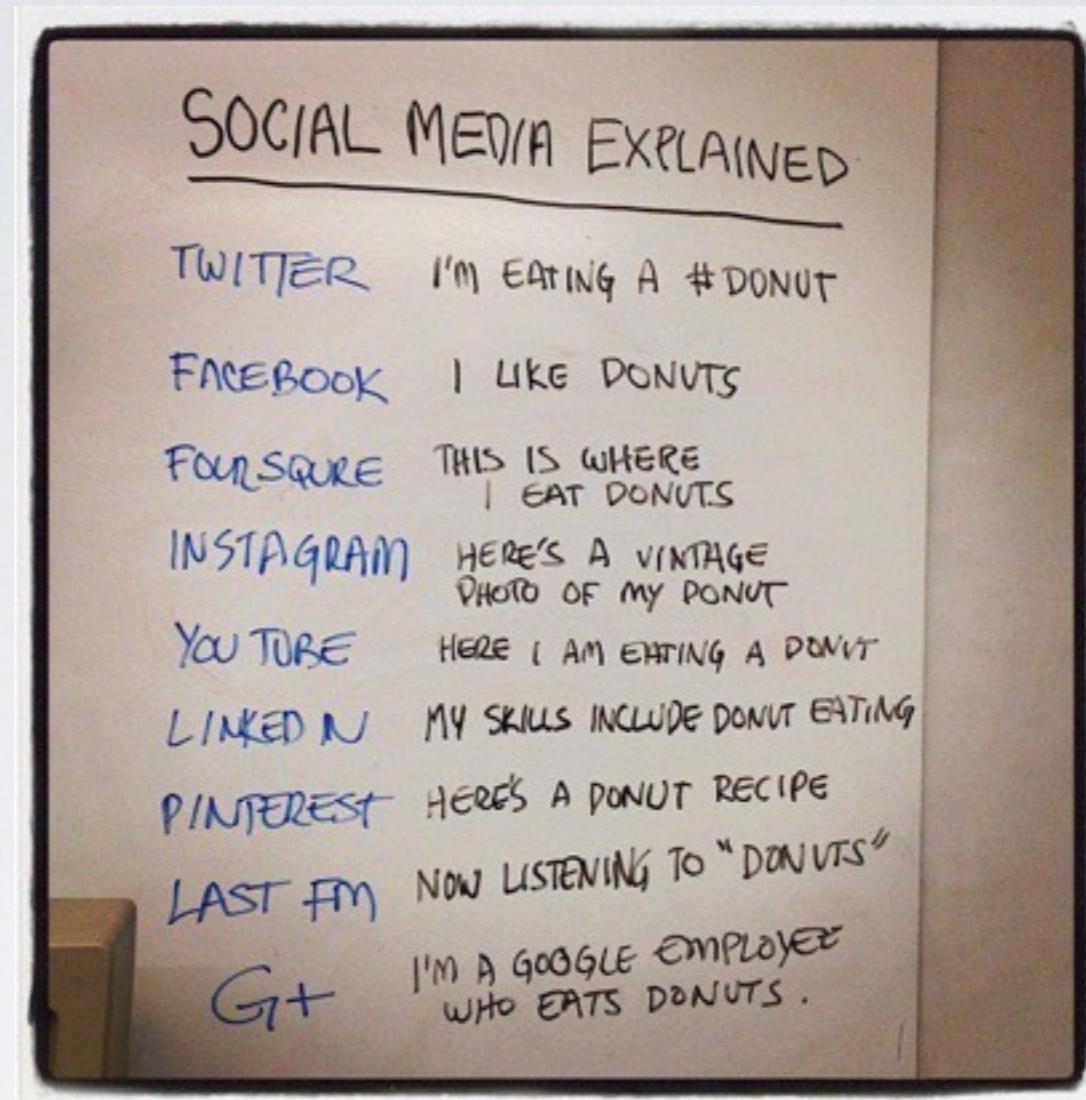 SOCIAL MEDIA EXPLAINED
TWITTER I'M EATING A #DONUT
FACEBOOK I LIKE DONUTS
FOURSQURE THIS IS WHERE
I EAT DONUTS
INSTAGRAM HERE'S A VINTAGE
PHOTO OF MY DONUT
YOU TUBE HERE I AM EATING A DONUT
LINKED IN MY SKILLS INCLUDE DONUT EATING
PINTEREST HERE'S A DONUT RECIPE
LAST FM NOW LISTENING TO "DONUTS"
G+ I'M A GOOGLE EMPLOYEE
WHO EATS DONUTS.